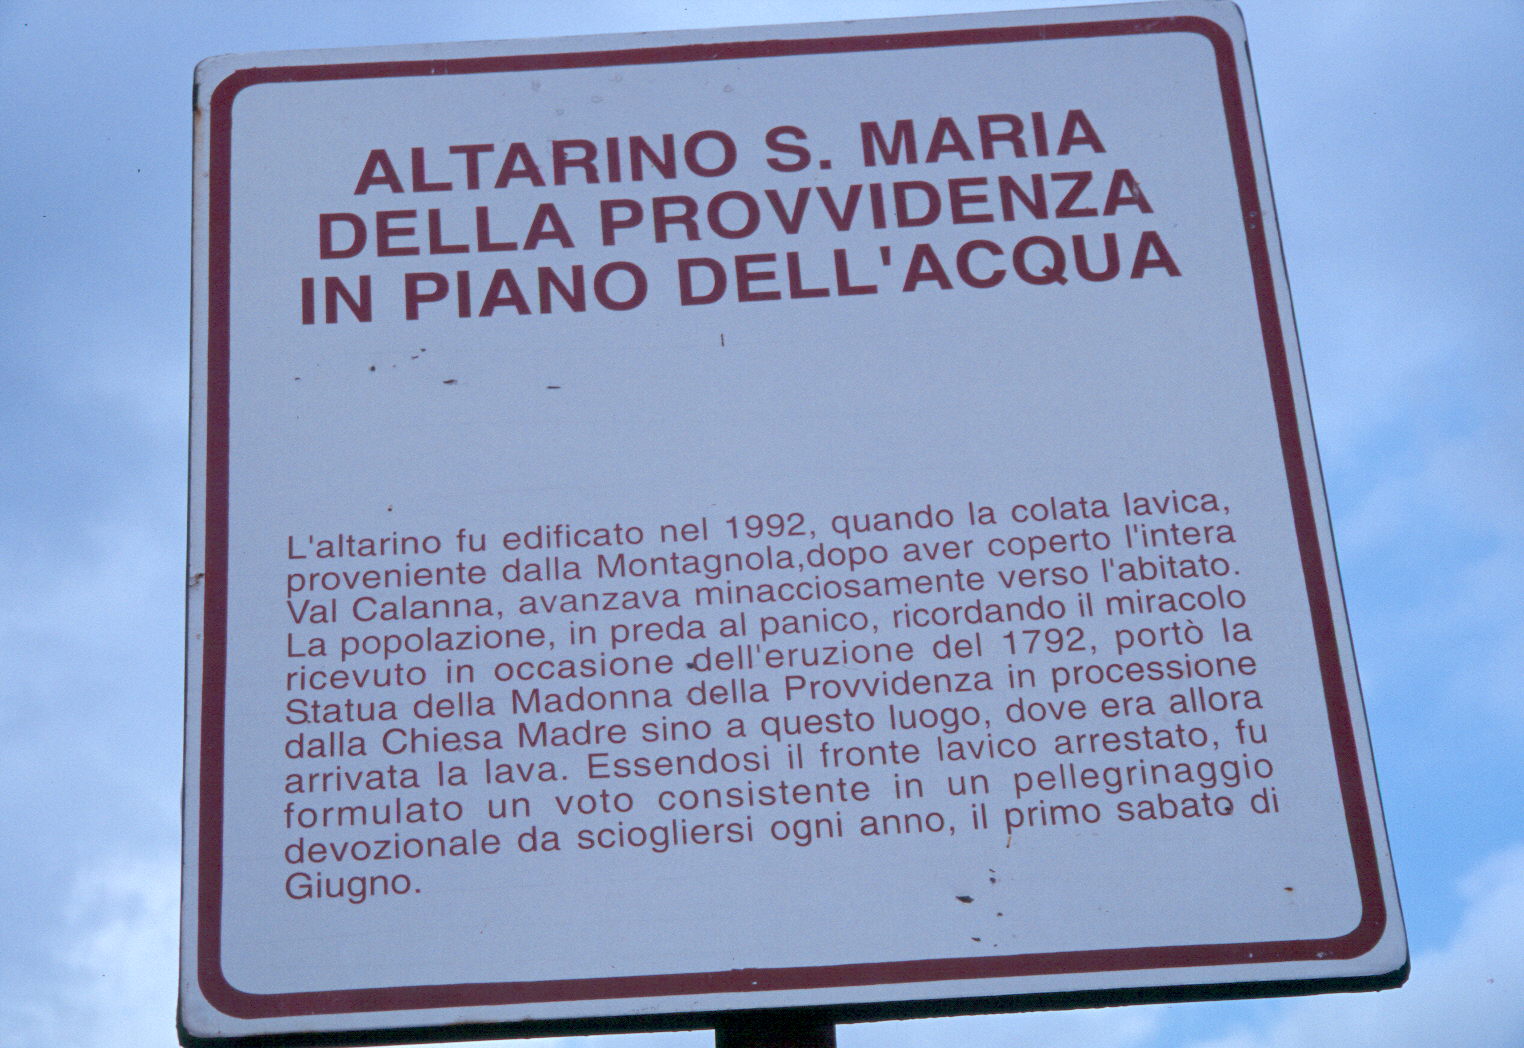 ALTARINO S. MARIA
DELLA PROVVIDENZA
IN PIANO DELL'ACQUA
L'altarino fu edificato nel 1992, quando la colata lavica,
proveniente dalla Montagnola,dopo aver coperto l'intera
Val Calanna, avanzava minacciosamente verso l'abitato.
La popolazione, in preda al panico, ricordando il miracolo
ricevuto in occasione dell'eruzione del 1792, portò la
Statua della Madonna della Provvidenza in processione
dalla Chiesa Madre sino a questo luogo, dove era allora
arrivata la lava. Essendosi il fronte lavico arrestato, fu
formulato un voto consistente in un pellegrinaggio
devozionale da sciogliersi ogni anno, il primo sabato di
Giugno.